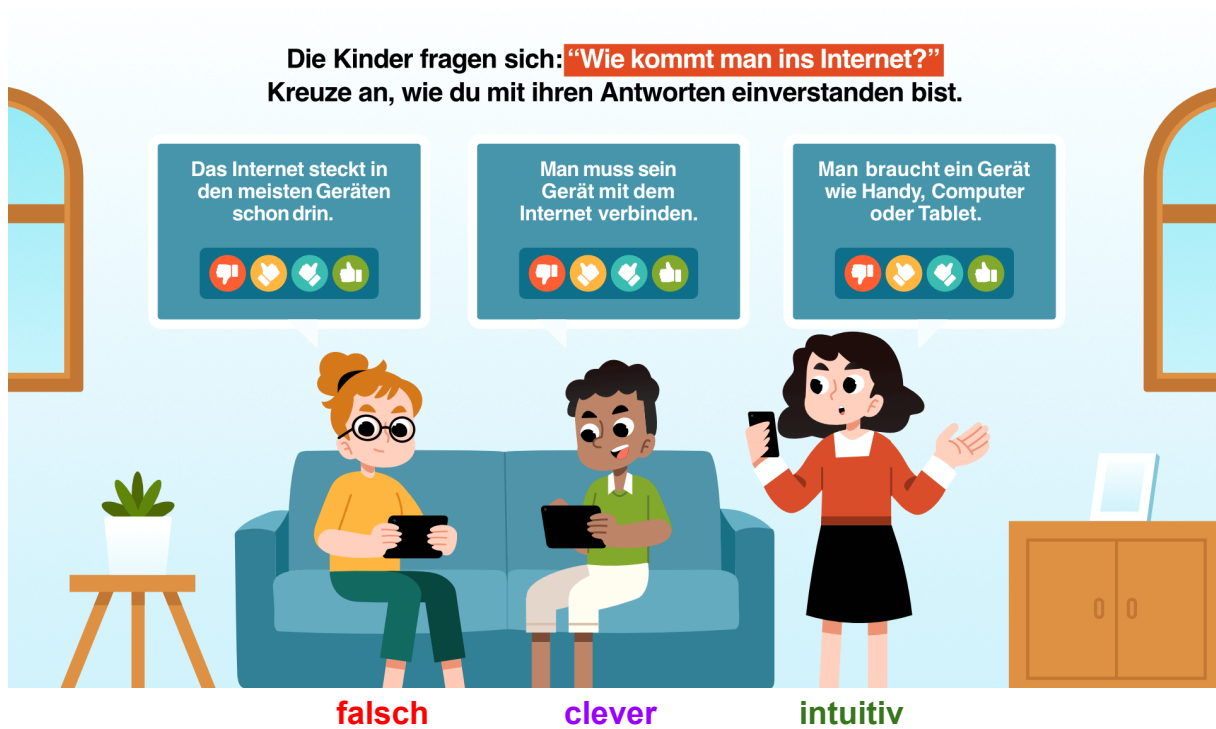 Die Kinder fragen sich: “Wie kommt man ins Internet?”
Kreuze an, wie du mit ihren Antworten einverstanden bist.
Das Internet steckt in
den meisten Geräten
schon drin.
Man muss sein
Gerät mit dem
Internet verbinden.
Man braucht ein Gerät
wie Handy, Computer
oder Tablet.
falsch
clever
intuitiv